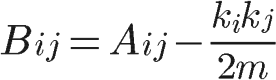 Bij = Aij − kikj / 2m